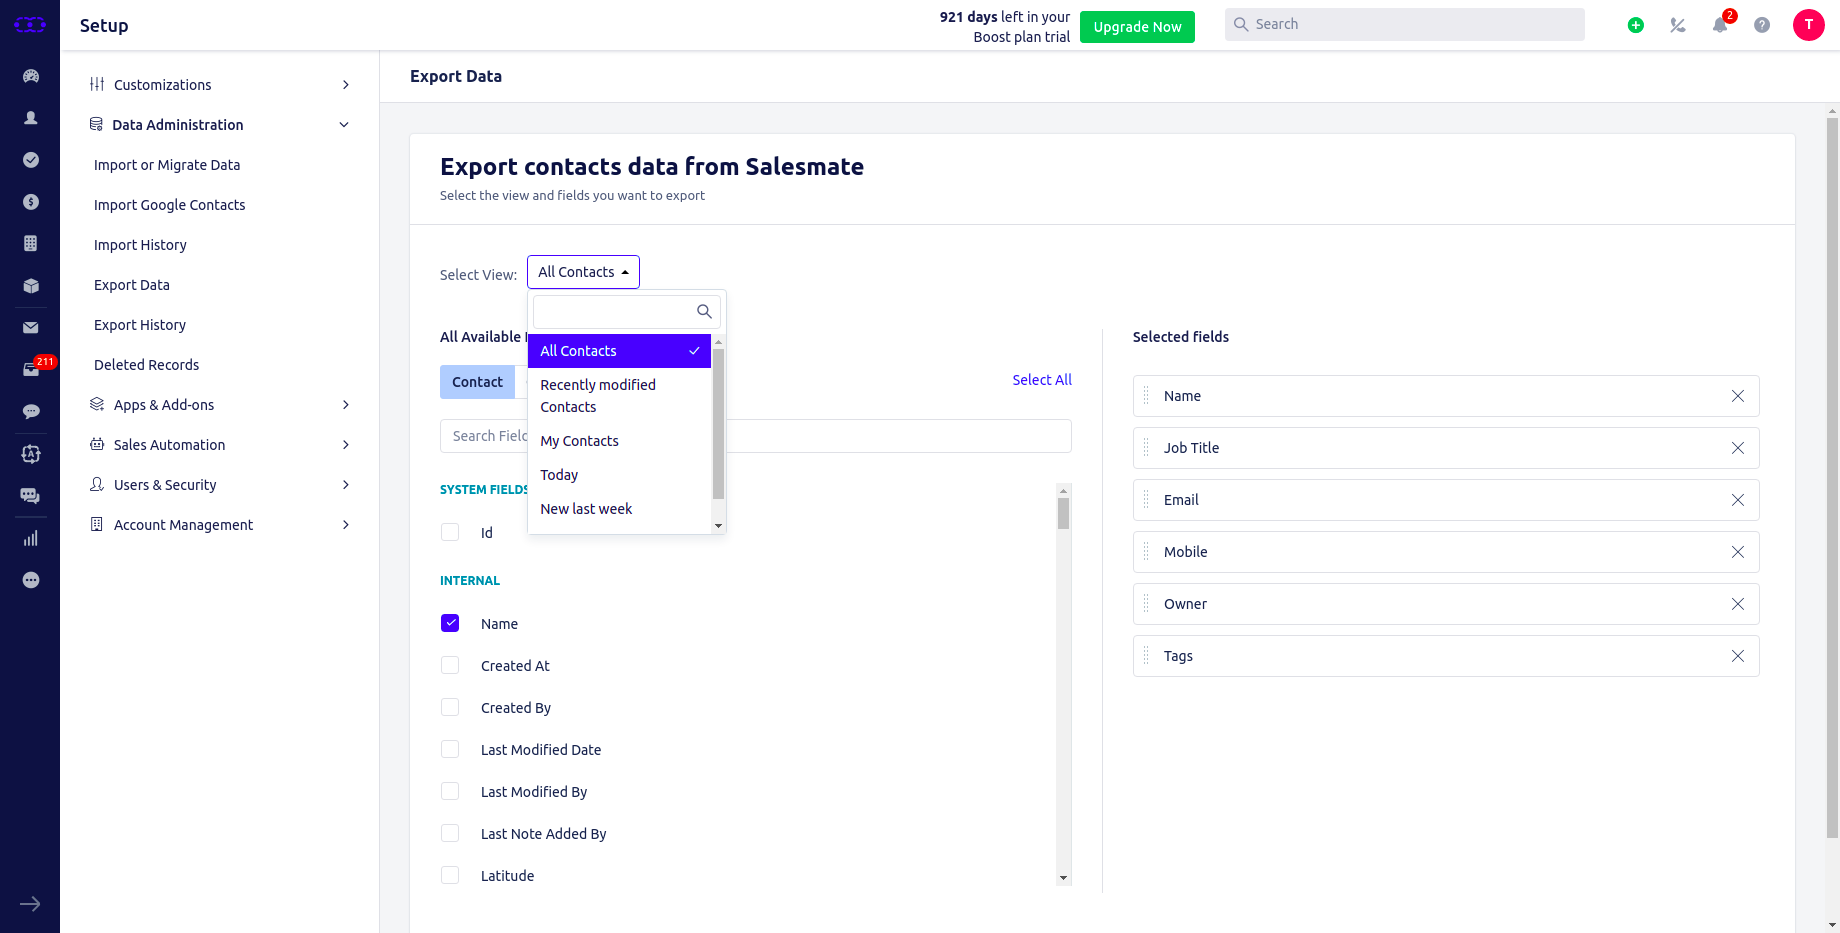 Setup
921 days left in your
Boost plan trial
Upgrade Now
Search
2
?
T
Customizations
Data Administration
Import or Migrate Data
Import Google Contacts
Import History
Export Data
Export History
Deleted Records
Apps & Add-ons
Sales Automation
Users & Security
Account Management
211
Export Data
Export contacts data from Salesmate
Select the view and fields you want to export
Select View:
All Contacts
All Contacts
Recently modified
Contacts
My Contacts
Today
New last week
All Available
Contact
Select All
Search Field
SYSTEM FIELDS
Id
INTERNAL
Name
Created At
Created By
Last Modified Date
Last Modified By
Last Note Added By
Latitude
Selected fields
Name
Job Title
Email
Mobile
Owner
Tags